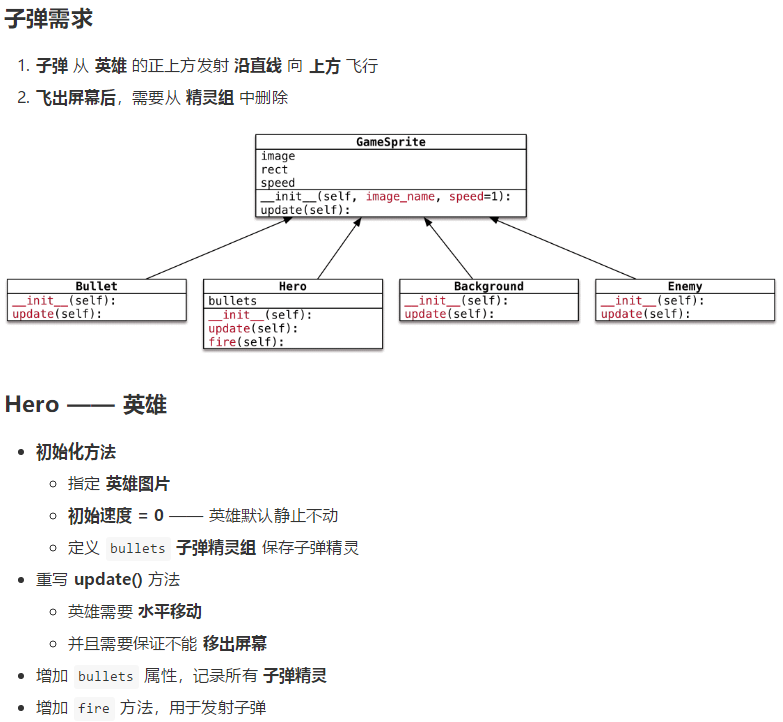 子弹需求
1. 子弹 从 英雄 的正上方发射 沿直线 向 上方 飞行
2. 飞出屏幕后，需要从 精灵组 中删除
GameSprite
image
rect
speed
__init__(self, image_name, speed=1):
update(self):
Bullet
__init__(self):
update(self):
Hero
bullets
__init__(self):
update(self):
fire(self):
Background
__init__(self):
update(self):
Enemy
__init__(self):
update(self):
Hero —— 英雄
初始化方法
指定 英雄图片
初始速度 = 0 —— 英雄默认静止不动
定义 bullets 子弹精灵组 保存子弹精灵
重写 update() 方法
英雄需要 水平移动
并且需要保证不能 移出屏幕
增加 bullets 属性，记录所有 子弹精灵
增加 fire 方法，用于发射子弹